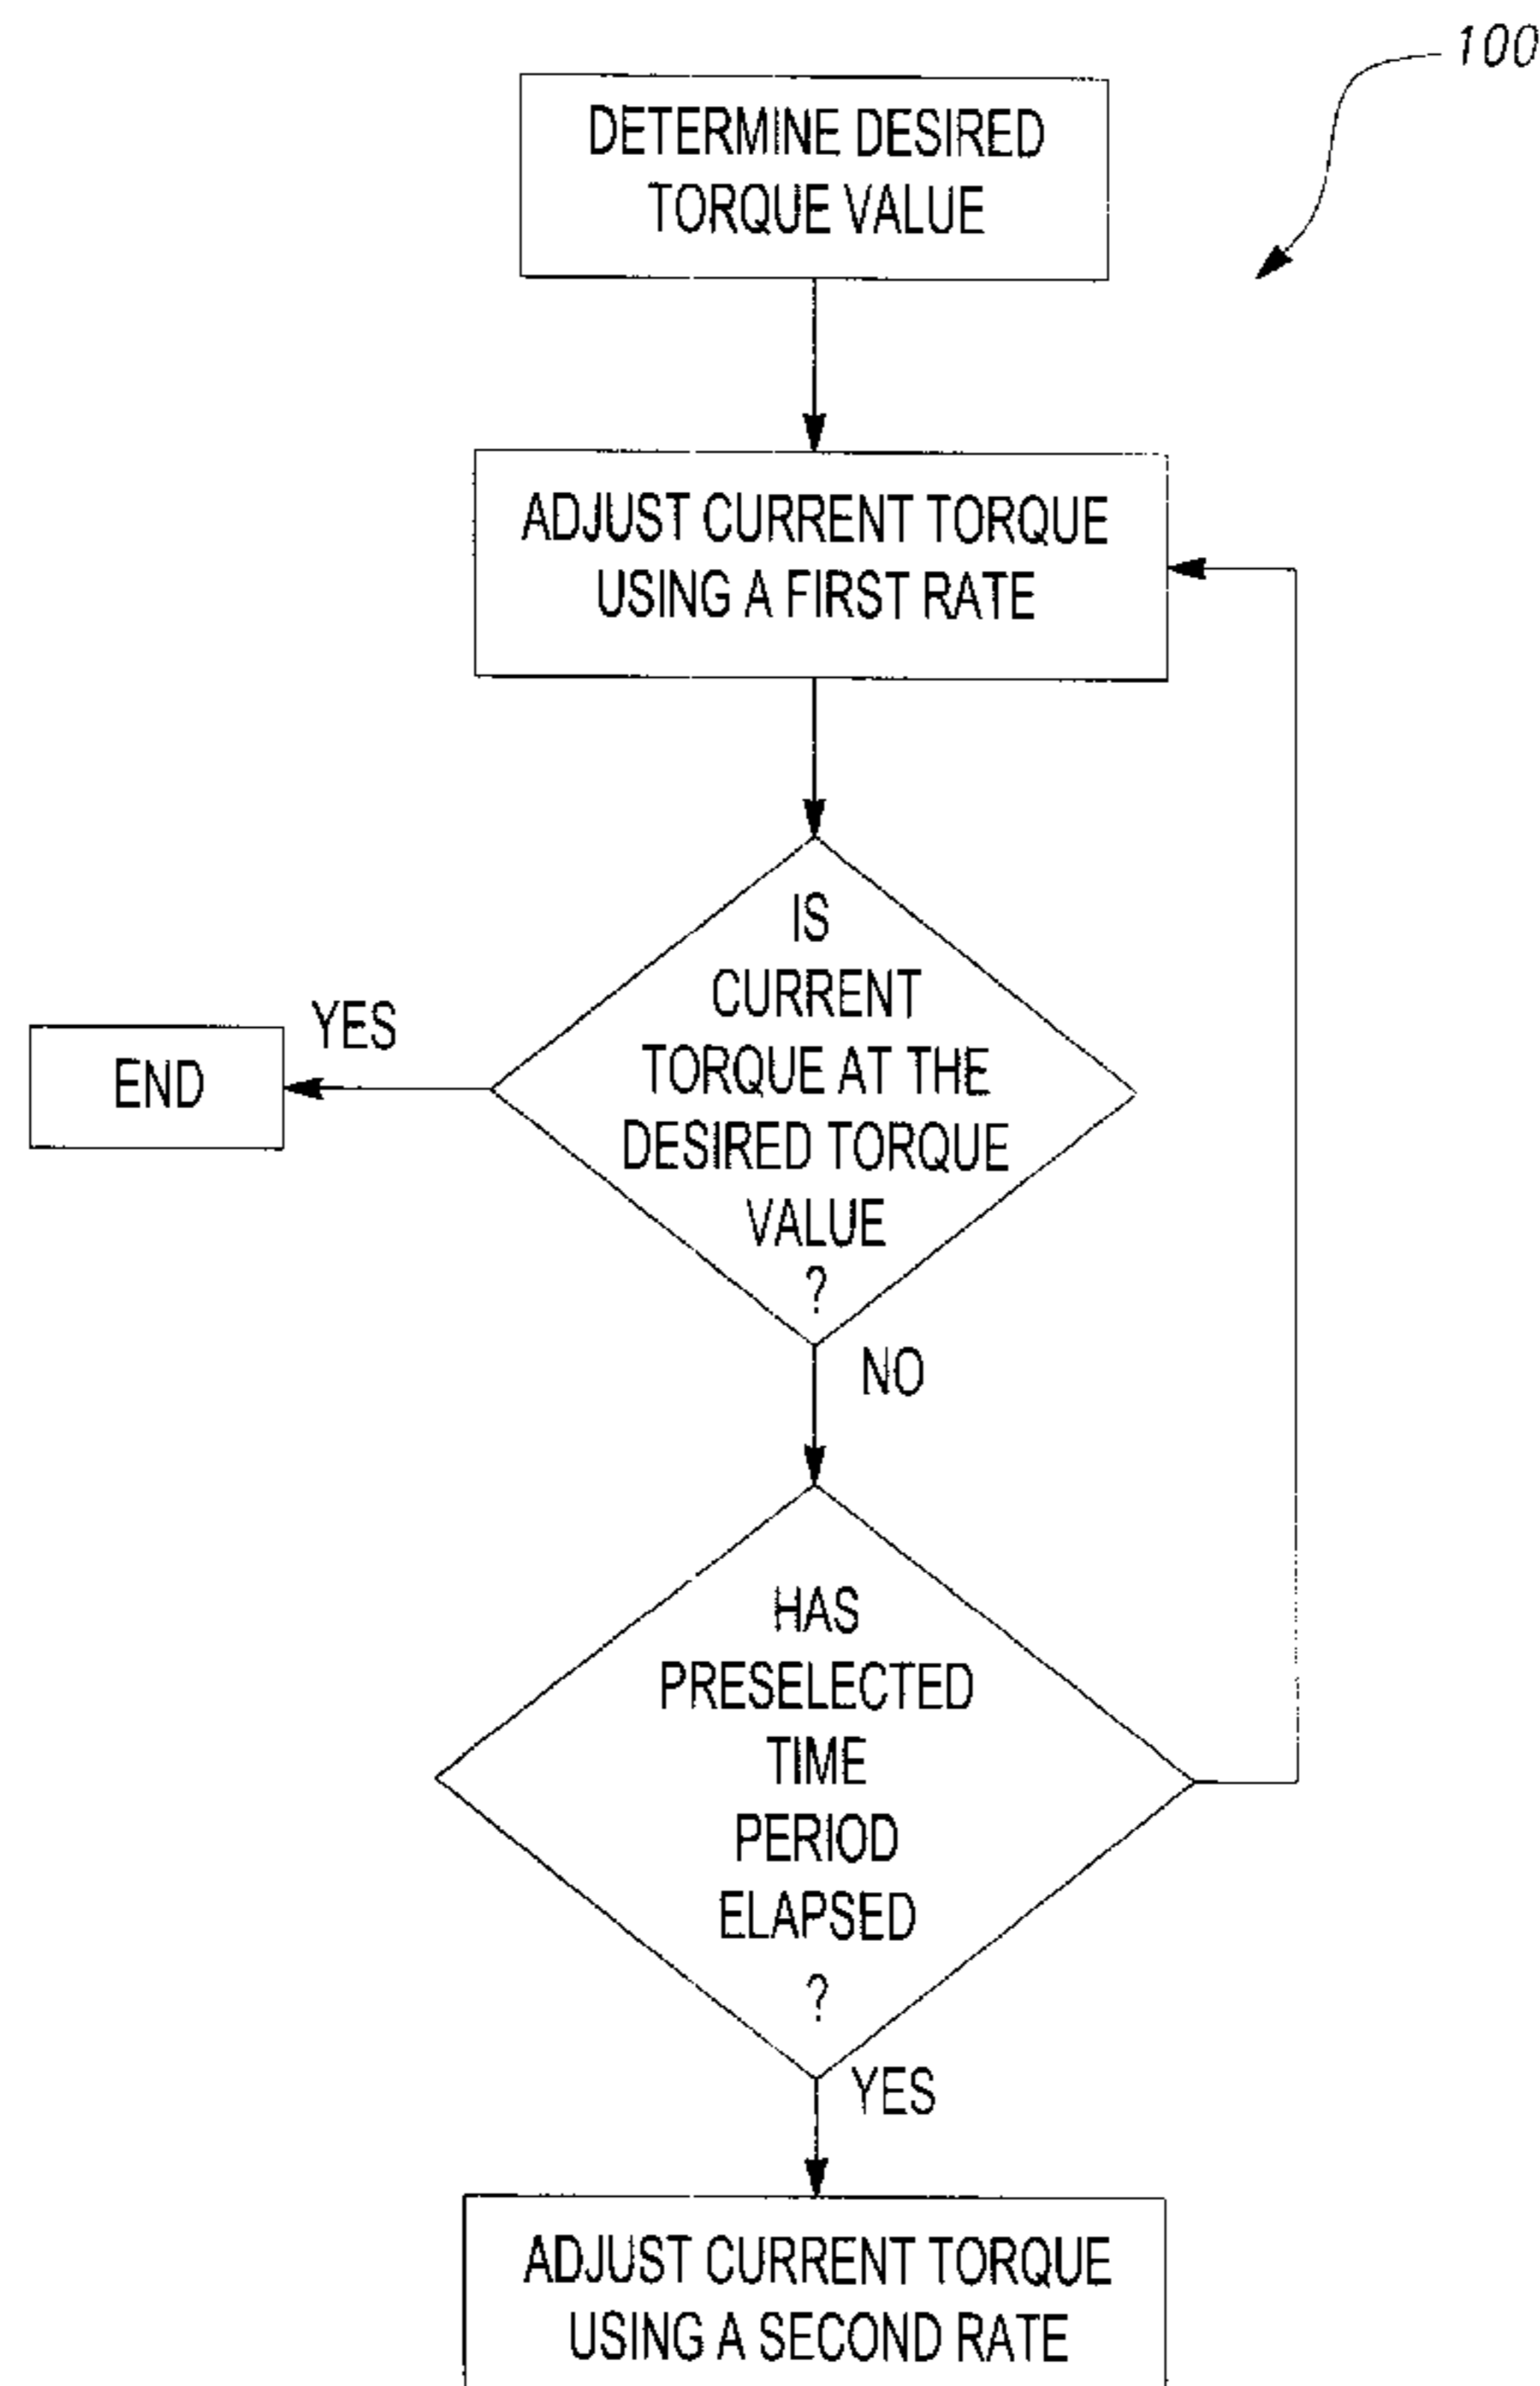 100
DETERMINE DESIRED
TORQUE VALUE
ADJUST CURRENT TORQUE
USING A FIRST RATE
IS
CURRENT
TORQUE AT THE
DESIRED TORQUE
VALUE
?
YES
END
NO
HAS
PRESELECTED
TIME
PERIOD
ELAPSED
?
YES
ADJUST CURRENT TORQUE
USING A SECOND RATE